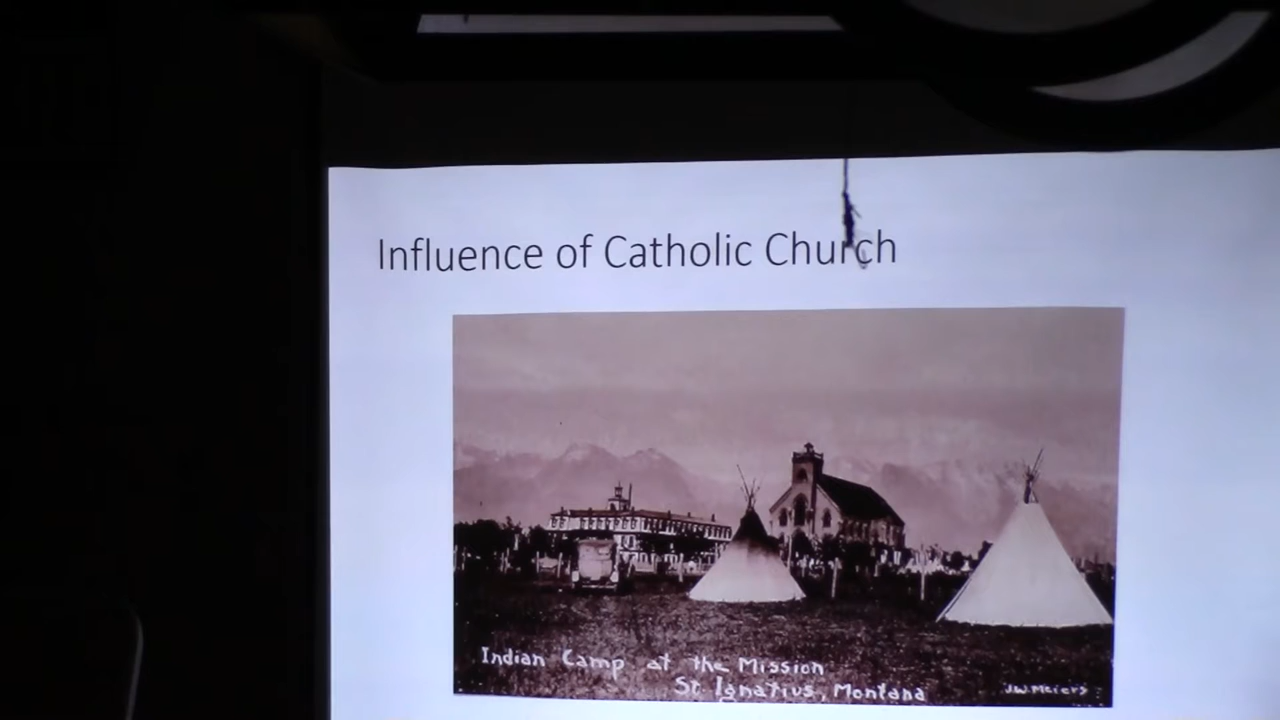 Influence of Catholic Church
Indian Camp at the Mission
St. Ignatius, Montana
J.W. Meiers